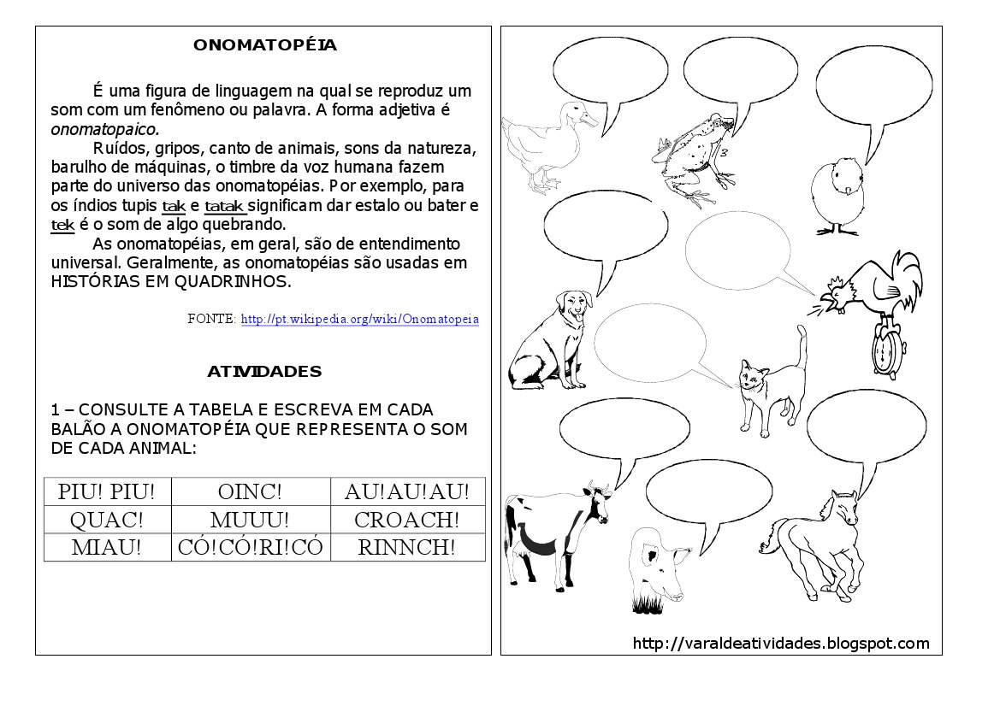 ONOMATOPÉIA
É uma figura de linguagem na qual se reproduz um
som com um fenômeno ou palavra. A forma adjetiva é
onomatopaico.
Ruídos, gripos, canto de animais, sons da natureza,
barulho de máquinas, o timbre da voz humana fazem
parte do universo das onomatopéias. Por exemplo, para
os índios tupis tak e tatak significam dar estalo ou bater e
tek é o som de algo quebrando.
As onomatopéias, em geral, são de entendimento
universal. Geralmente, as onomatopéias são usadas em
HISTÓRIAS EM QUADRINHOS.
FONTE: http://pt.wikipedia.org/wiki/Onomatopeia
ATIVIDADES
1 – CONSULTE A TABELA E ESCREVA EM CADA
BALÃO A ONOMATOPÉIA QUE REPRESENTA O SOM
DE CADA ANIMAL:
PIU! PIU! OINC! AU!AU!AU!
QUAC! MUUU! CROACH!
MIAU! CÓ!CÓ!RI!CÓ RINNCH!
3
http://varaldeatividades.blogspot.com